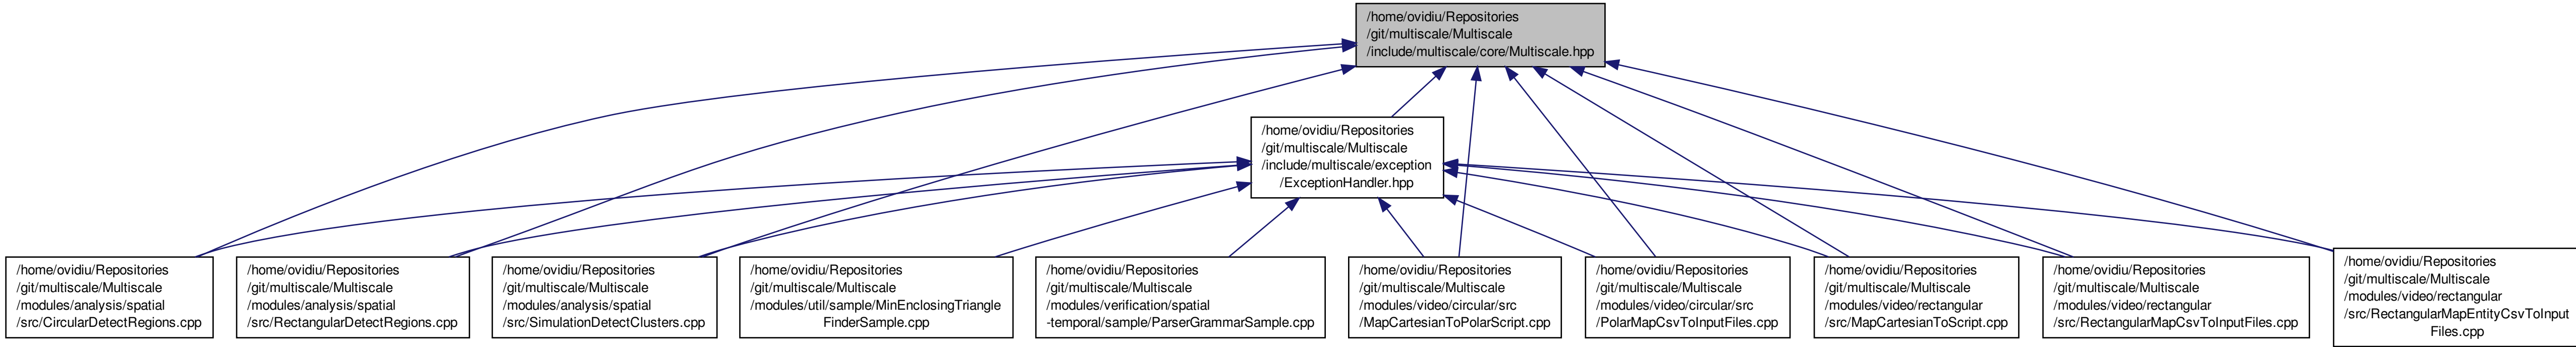 /home/ovidiu/Repositories
/git/multiscale/Multiscale
/include/multiscale/core/Multiscale.hpp
/home/ovidiu/Repositories
/git/multiscale/Multiscale
/include/multiscale/exception
/ExceptionHandler.hpp
/home/ovidiu/Repositories
/git/multiscale/Multiscale
/modules/analysis/spatial
/src/CircularDetectRegions.cpp
/home/ovidiu/Repositories
/git/multiscale/Multiscale
/modules/analysis/spatial
/src/RectangularDetectRegions.cpp
/home/ovidiu/Repositories
/git/multiscale/Multiscale
/modules/analysis/spatial
/src/SimulationDetectClusters.cpp
/home/ovidiu/Repositories
/git/multiscale/Multiscale
/modules/util/sample/MinEnclosingTriangle
FinderSample.cpp
/home/ovidiu/Repositories
/git/multiscale/Multiscale
/modules/verification/spatial
-temporal/sample/ParserGrammarSample.cpp
/home/ovidiu/Repositories
/git/multiscale/Multiscale
/modules/video/circular/src
/MapCartesianToPolarScript.cpp
/home/ovidiu/Repositories
/git/multiscale/Multiscale
/modules/video/circular/src
/PolarMapCsvToInputFiles.cpp
/home/ovidiu/Repositories
/git/multiscale/Multiscale
/modules/video/rectangular
/src/MapCartesianToScript.cpp
/home/ovidiu/Repositories
/git/multiscale/Multiscale
/modules/video/rectangular
/src/RectangularMapCsvToInputFiles.cpp
/home/ovidiu/Repositories
/git/multiscale/Multiscale
/modules/video/rectangular
/src/RectangularMapEntityCsvToInput
Files.cpp